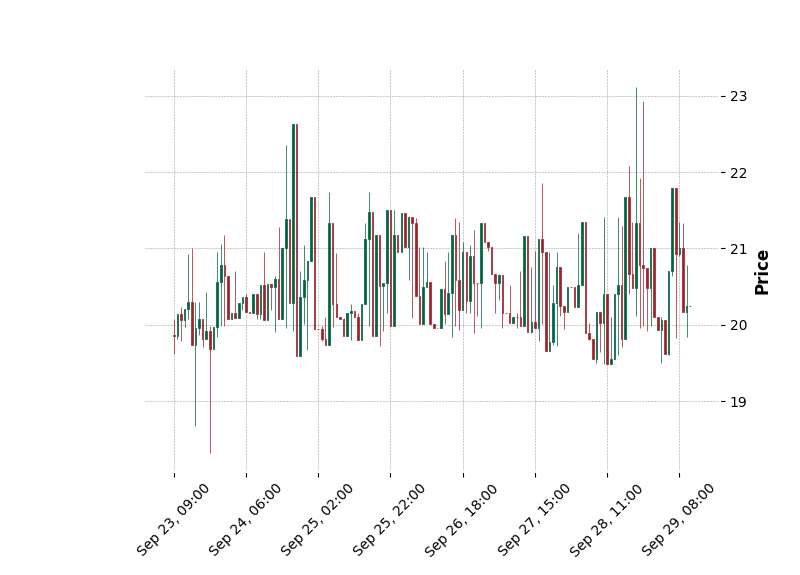 23
22
21
20
19
Price
Sep 23, 09:00
Sep 24, 06:00
Sep 25, 02:00
Sep 25, 22:00
Sep 26, 18:00
Sep 27, 15:00
Sep 28, 11:00
Sep 29, 08:00